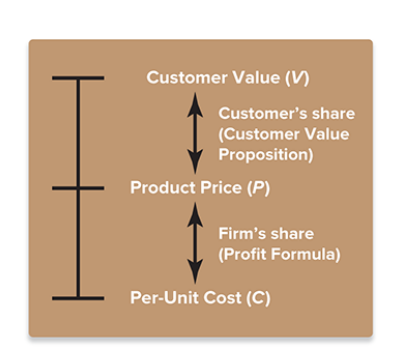 Customer Value (V)
Customer's share
(Customer Value
Proposition)
Product Price (P)
Firm's share
(Profit Formula)
Per-Unit Cost (C)